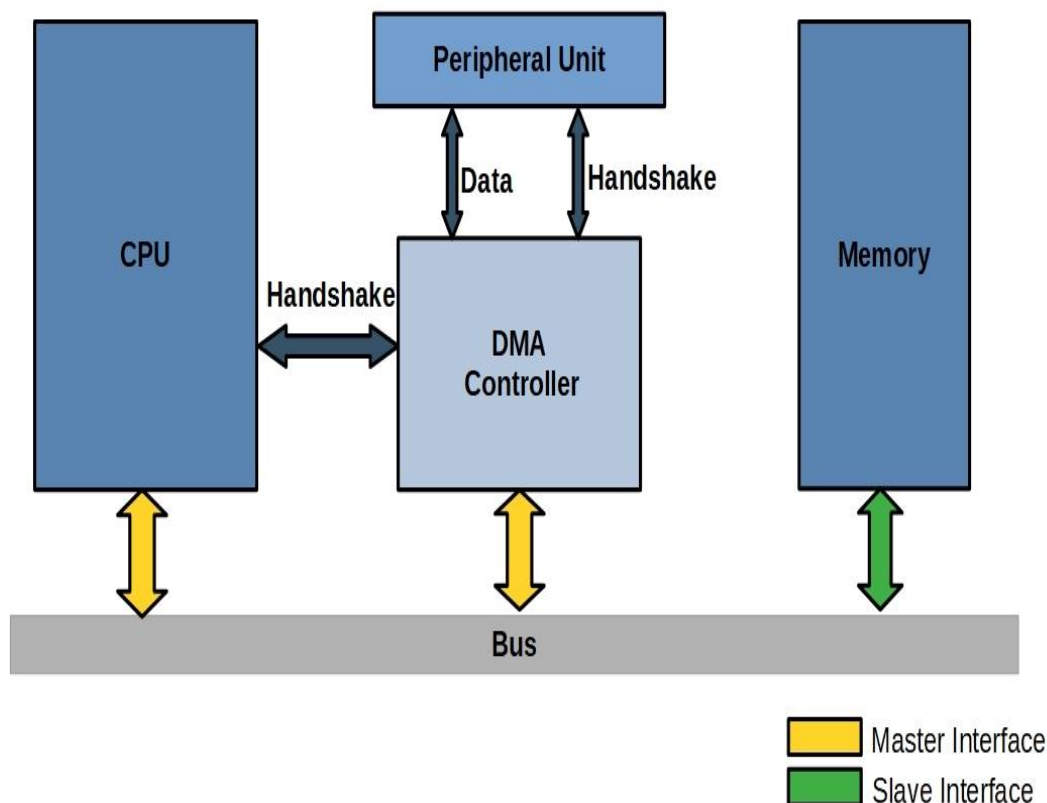 Peripheral Unit
Data
Handshake
CPU
Memory
Handshake
DMA
Controller
Bus
Master Interface
Slave Interface